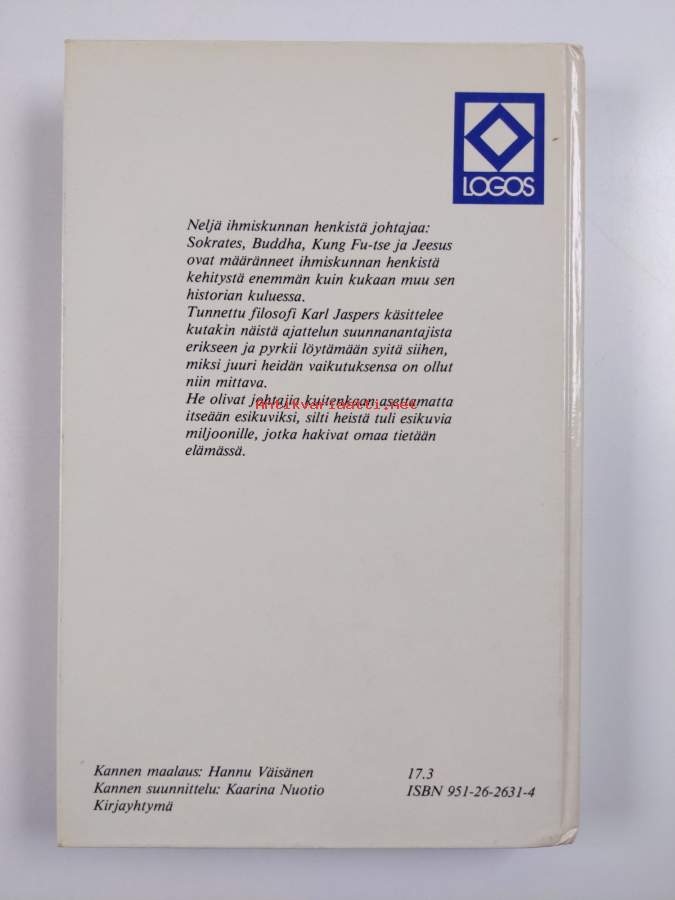 LOGOS
Neljä ihmiskunnan henkistä johtajaa:
Sokrates, Buddha, Kung Fu-tse ja Jeesus
ovat määränneet ihmiskunnan henkistä
kehitystä enemmän kuin kukaan muu sen
historian kuluessa.
Tunnettu filosofi Karl Jaspers käsittelee
kutakin näistä ajattelun suunnanantajista
erikseen ja pyrkii löytämään syitä siihen,
miksi juuri heidän vaikutuksensa on ollut
niin mittava.
He olivat johtajia kuitenkaan asettamatta
Antikvariaatti.net
itseään esikuviksi, silti heistä tuli esikuvia
miljoonille, jotka hakivat omaa tietään
elämässä.
Kannen maalaus: Hannu Väisänen
Kannen suunnittelu: Kaarina Nuotio
Kirjayhtymä
17.3
ISBN 951-26-2631-4